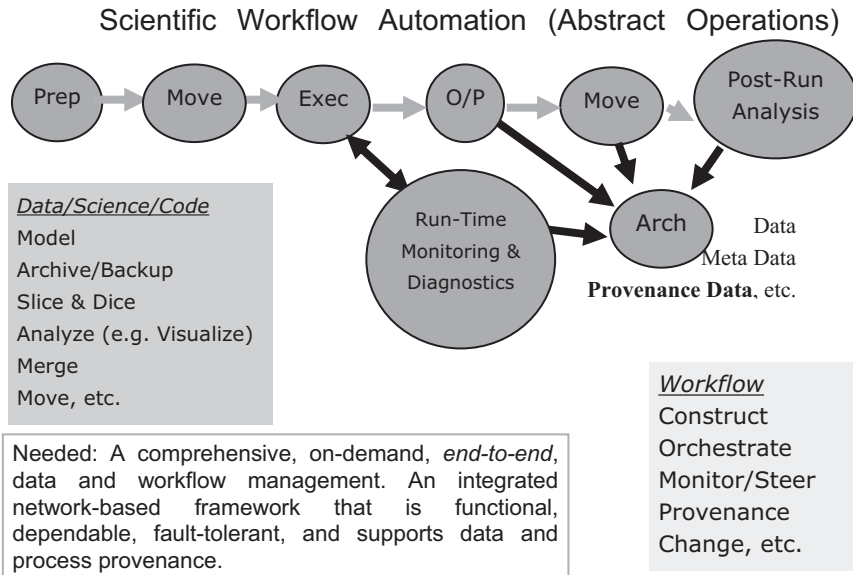 Scientific Workflow Automation (Abstract Operations)
Prep
Move
Exec
O/P
Move
Post-Run
Analysis
Run-Time
Monitoring &
Diagnostics
Arch
Data
Meta Data
Provenance Data, etc.
Data/Science/Code
Model
Archive/Backup
Slice & Dice
Analyze (e.g. Visualize)
Merge
Move, etc.
Workflow
Construct
Orchestrate
Monitor/Steer
Provenance
Change, etc.
Needed: A comprehensive, on-demand, end-to-end,
data and workflow management. An integrated
network-based framework that is functional,
dependable, fault-tolerant, and supports data and
process provenance.